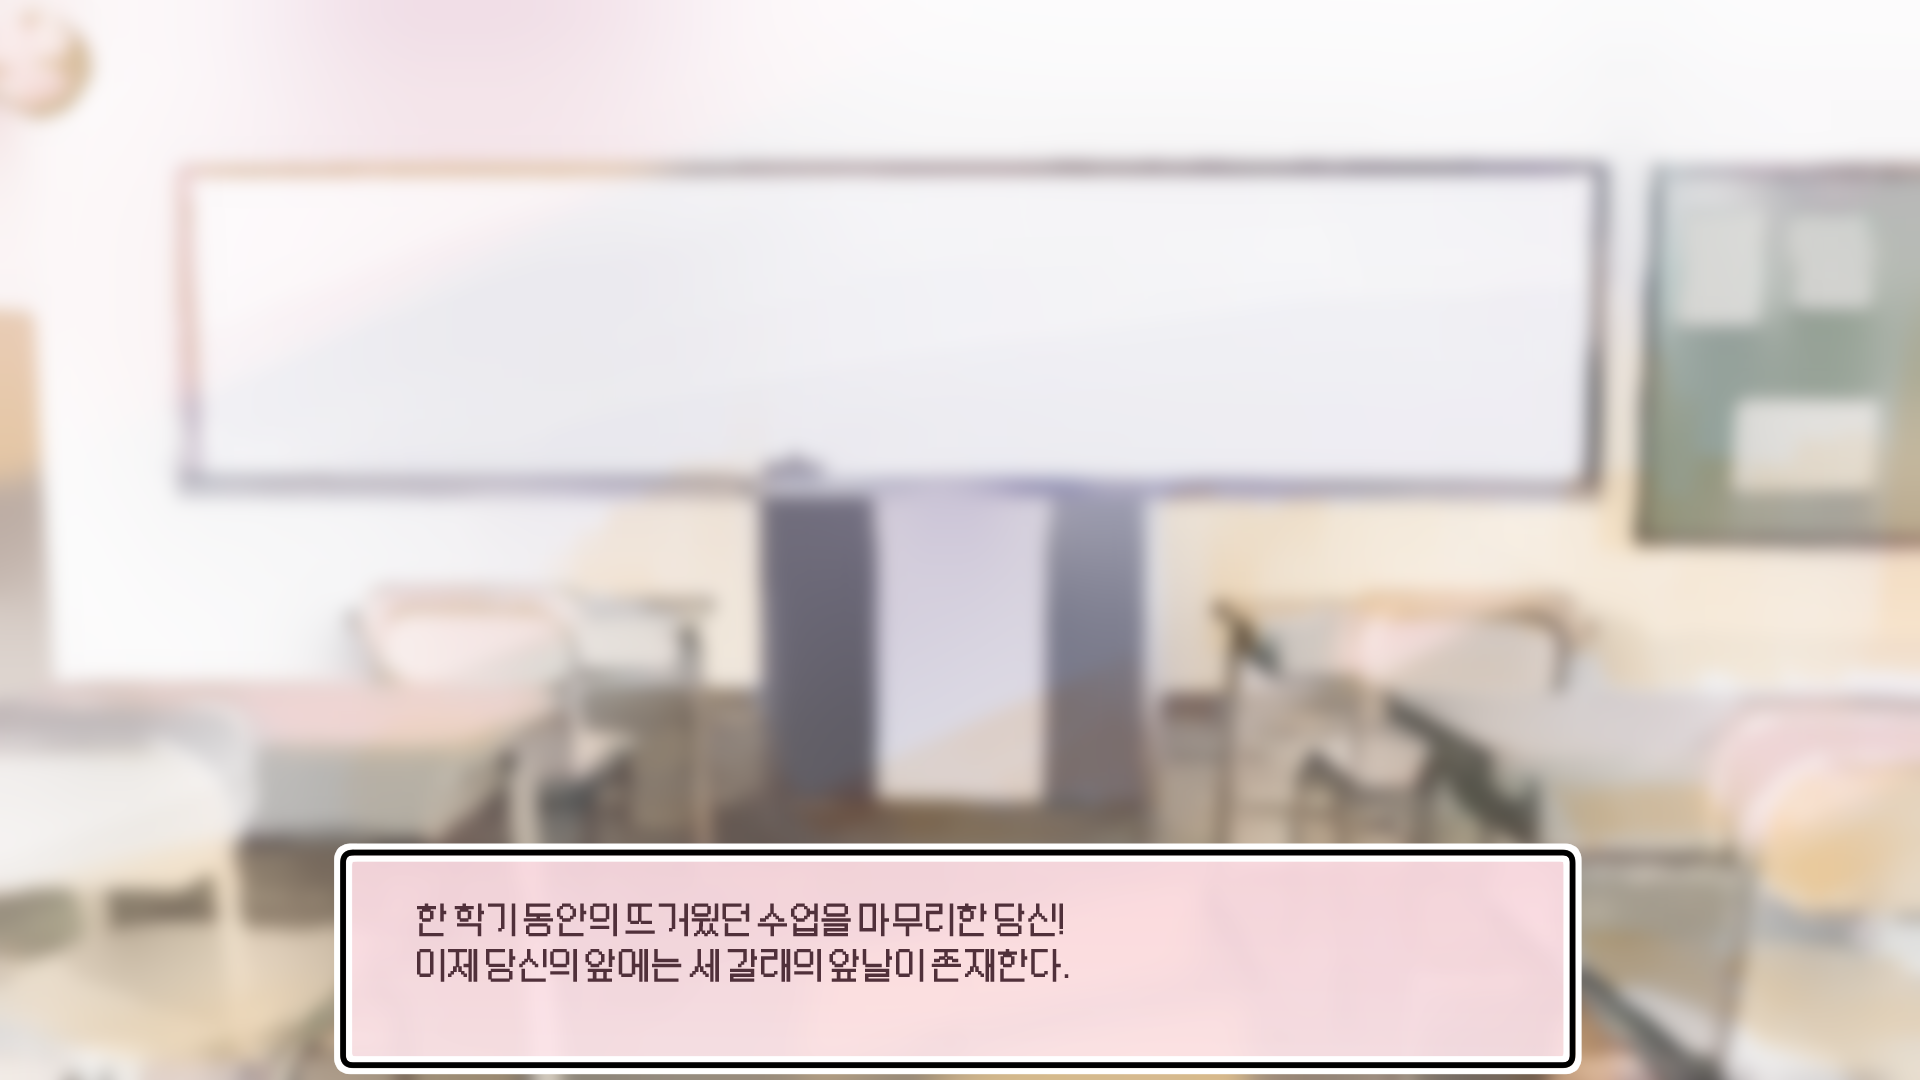 한 학기 동안의 뜨거웠던 수업을 마무리한 당신!
이제 당신의 앞에는 세 갈래의 앞날이 존재한다.